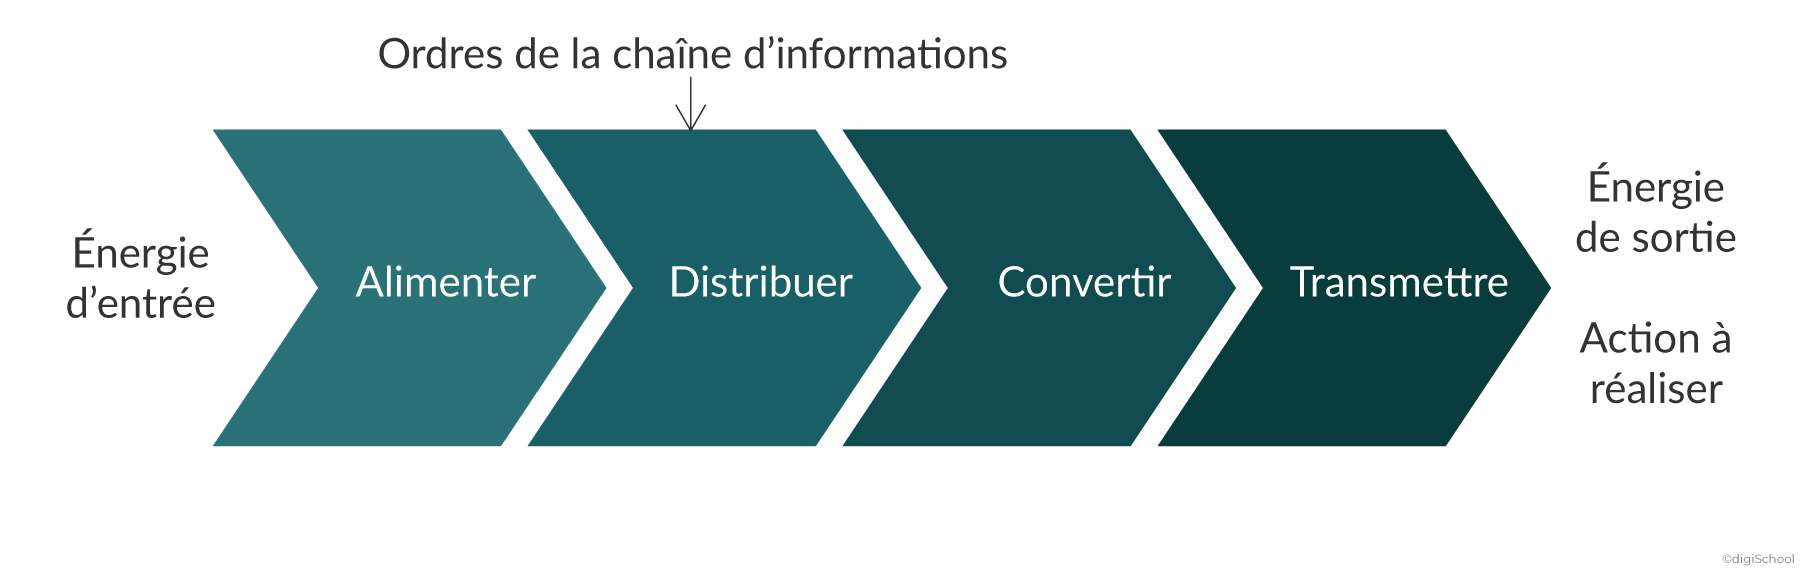 Ordres de la chaîne d’informations
Énergie
d’entrée
Alimenter
Distribuer
Convertir
Transmettre
Énergie
de sortie
Action à
réaliser
©digiSchool